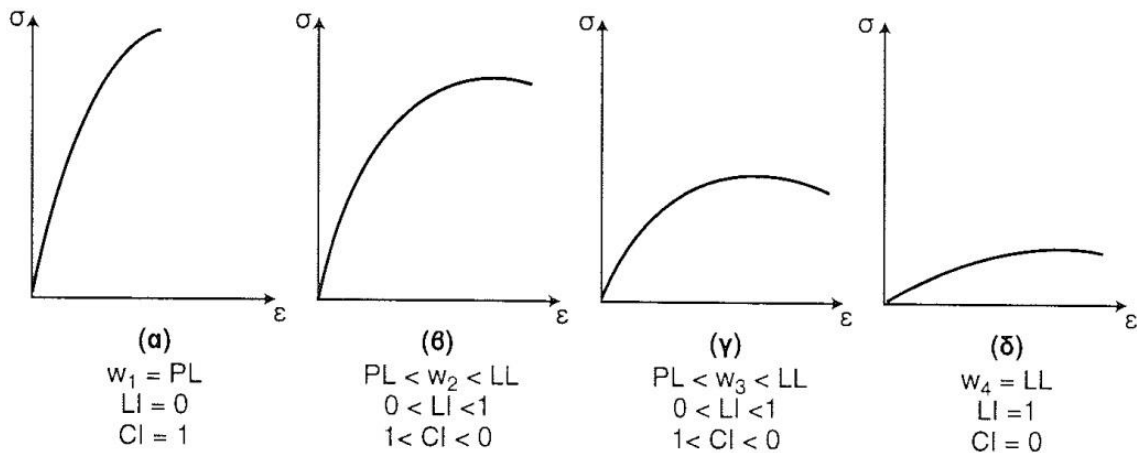 σ
ε
(α)
w₁ = PL
LI = 0
CI = 1
σ
ε
(β)
PL < w₂ < LL
0 < LI <1
1< CI < 0
σ
ε
(γ)
PL < w₃ < LL
0 < LI <1
1< CI < 0
σ
ε
(δ)
w₄ = LL
LI =1
CI = 0